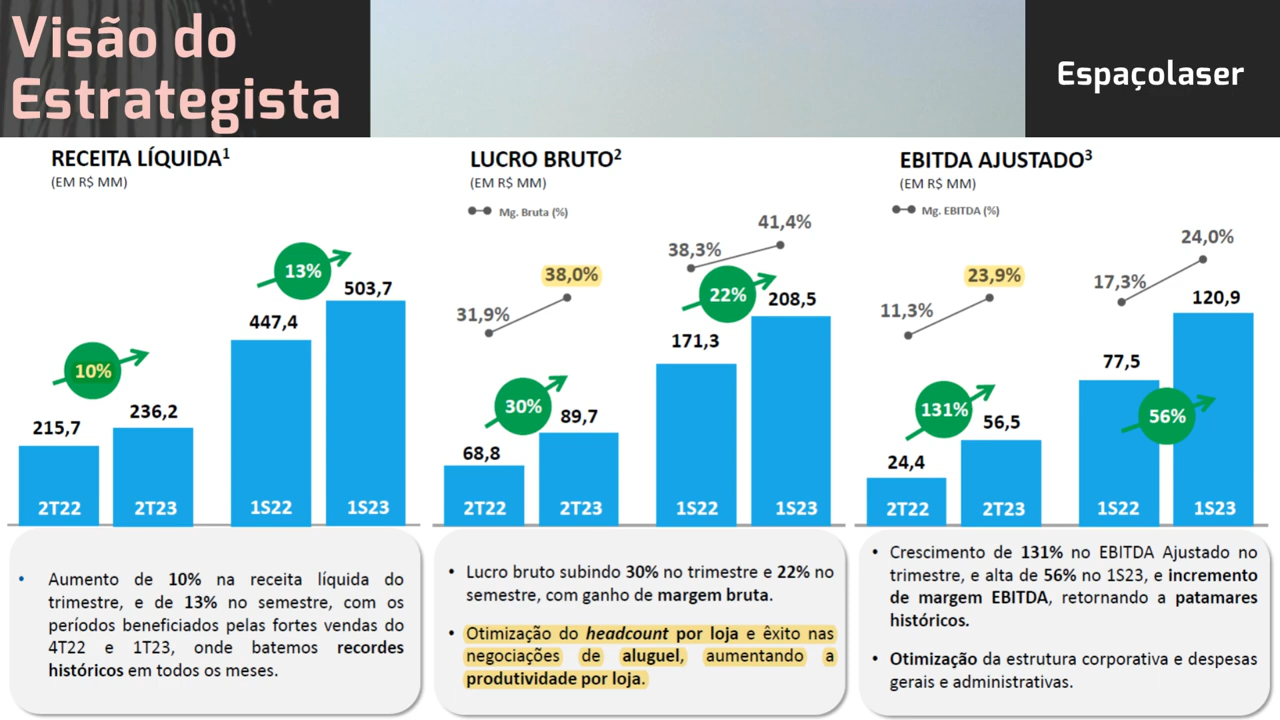 Visão do
Estrategista
Espaçolaser
RECEITA LÍQUIDA¹
(EM R$ MM)
13%
503,7
447,4
10%
236,2
215,7
2T22
2T23
1S22
1S23
Aumento de 10% na receita líquida do
trimestre, e de 13% no semestre, com os
períodos beneficiados pelas fortes vendas do
4T22 e 1T23, onde batemos recordes
históricos em todos os meses.
LUCRO BRUTO²
(EM R$ MM)
Mg. Bruta (%)
41,4%
38,3%
38,0%
22%
208,5
31,9%
171,3
30%
89,7
68,8
2T22
2T23
1S22
1S23
• Lucro bruto subindo 30% no trimestre e 22% no
semestre, com ganho de margem bruta.
• Otimização do headcount por loja e êxito nas
negociações de aluguel, aumentando a
produtividade por loja.
EBITDA AJUSTADO³
(EM R$ MM)
Mg. EBITDA (%)
24,0%
23,9%
17,3%
11,3%
120,9
77,5
131%
56%
56,5
24,4
2T22
2T23
1S22
1S23
• Crescimento de 131% no EBITDA Ajustado no
trimestre, e alta de 56% no 1S23, e incremento
de margem EBITDA, retornando a patamares
históricos.
• Otimização da estrutura corporativa e despesas
gerais e administrativas.